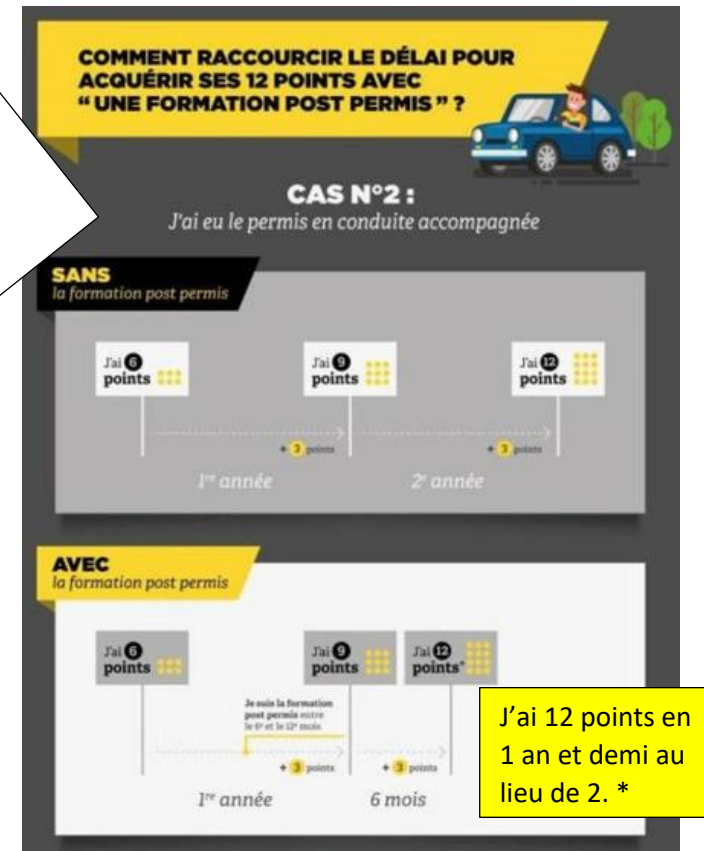 COMMENT RACCOURCIR LE DÉLAI POUR
ACQUÉRIR SES 12 POINTS AVEC
“ UNE FORMATION POST PERMIS ” ?
CAS N°2 :
J'ai eu le permis en conduite accompagnée
SANS
la formation post permis
J'ai 6
points
J'ai 9
points
J'ai 12
points
+ 3 points
+ 3 points
1re année
2e année
AVEC
la formation post permis
J'ai 6
points
J'ai 9
points
J'ai 12
points*
Je suis la formation
post permis entre
le 6e et le 12e mois
+ 3 points
+ 3 points
1re année
6 mois
J’ai 12 points en
1 an et demi au
lieu de 2. *